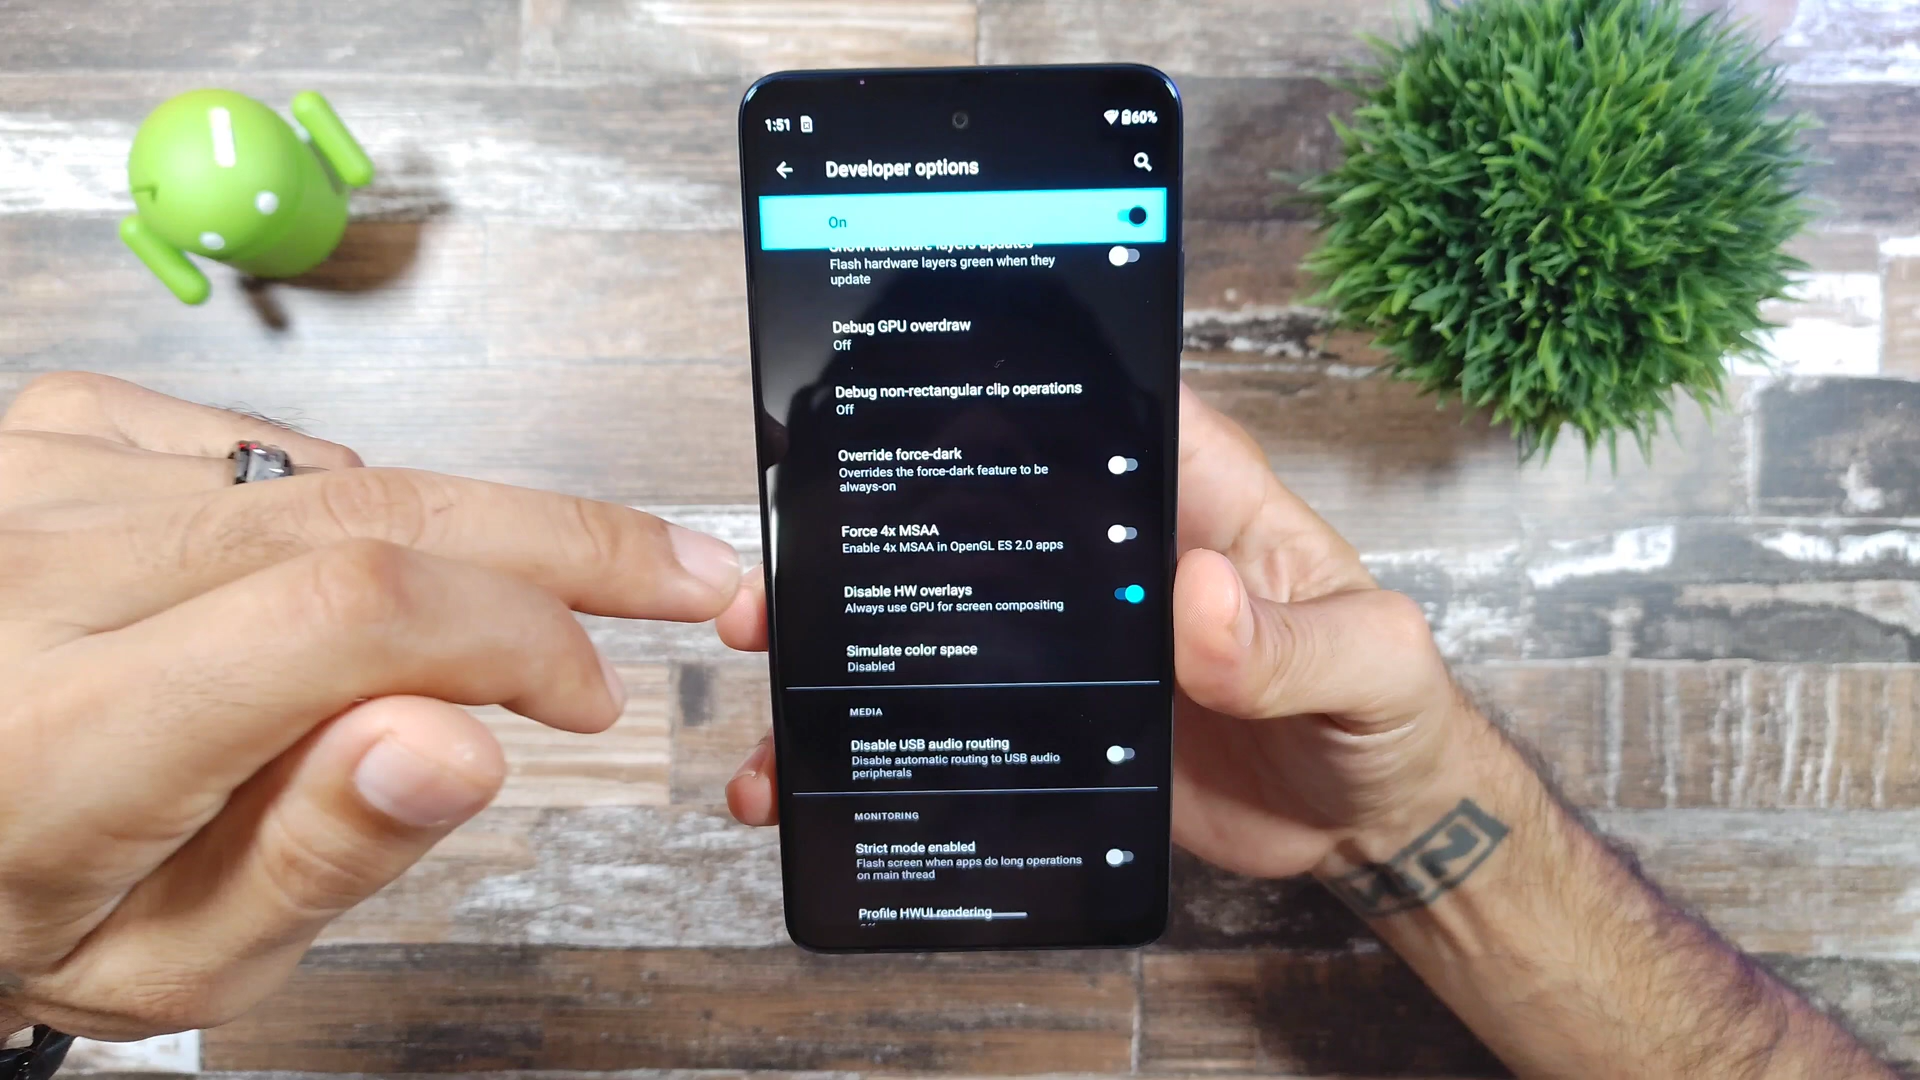 1:51
60%
Developer options
On
Show hardware layers updates
Flash hardware layers green when they
update
Debug GPU overdraw
Off
Debug non-rectangular clip operations
Off
Override force-dark
Overrides the force-dark feature to be
always-on
Force 4x MSAA
Enable 4x MSAA in OpenGL ES 2.0 apps
Disable HW overlays
Always use GPU for screen compositing
Simulate color space
Disabled
MEDIA
Disable USB audio routing
Disable automatic routing to USB audio
peripherals
MONITORING
Strict mode enabled
Flash screen when apps do long operations
on main thread
Profile HWUI rendering